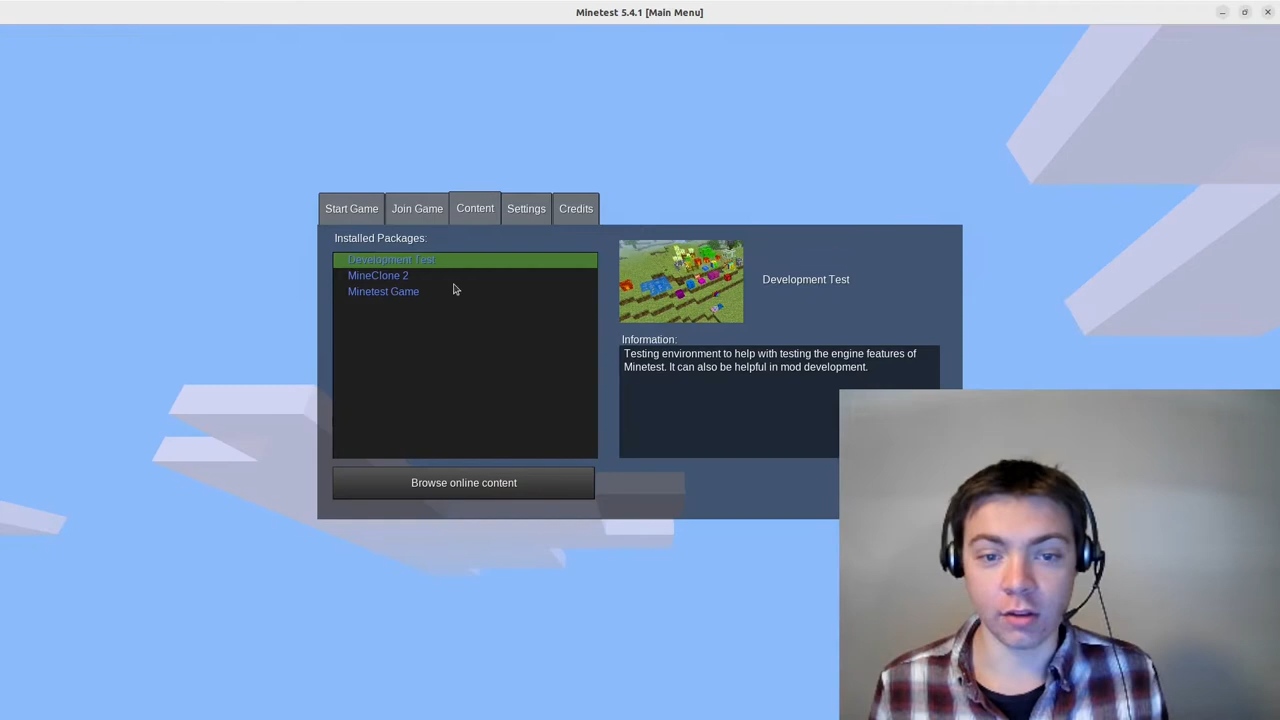 Minetest 5.4.1 [Main Menu]
Start Game
Join Game
Content
Settings
Credits
Installed Packages:
Development Test
MineClone 2
Minetest Game
Browse online content
Development Test
Information:
Testing environment to help with testing the engine features of
Minetest. It can also be helpful in mod development.